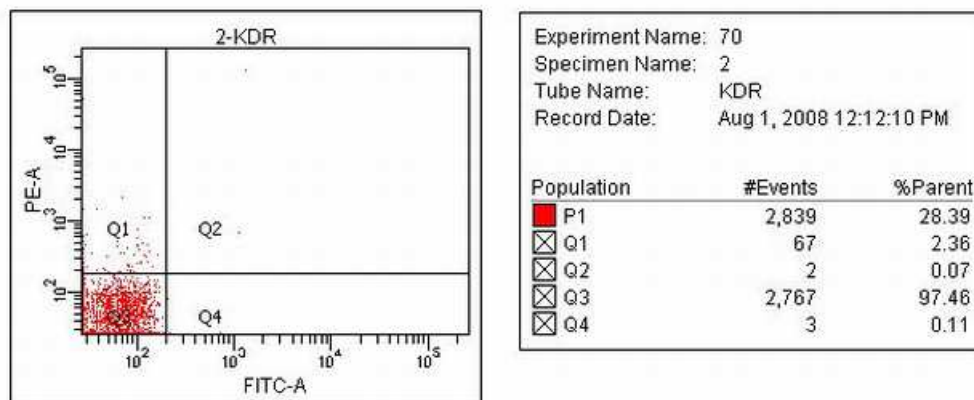 2-KDR
PE-A
10^5
10^4
10^3
10^2
Q1
Q2
Q3
Q4
10^2
10^3
10^4
10^5
FITC-A
Experiment Name: 70
Specimen Name: 2
Tube Name: KDR
Record Date: Aug 1, 2008 12:12:10 PM
Population #Events %Parent
P1 2,839 28.39
Q1 67 2.36
Q2 2 0.07
Q3 2,767 97.46
Q4 3 0.11